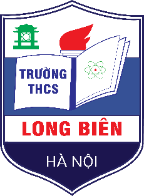 TRƯỜNG
THCS
LONG BIÊN
HÀ NỘI